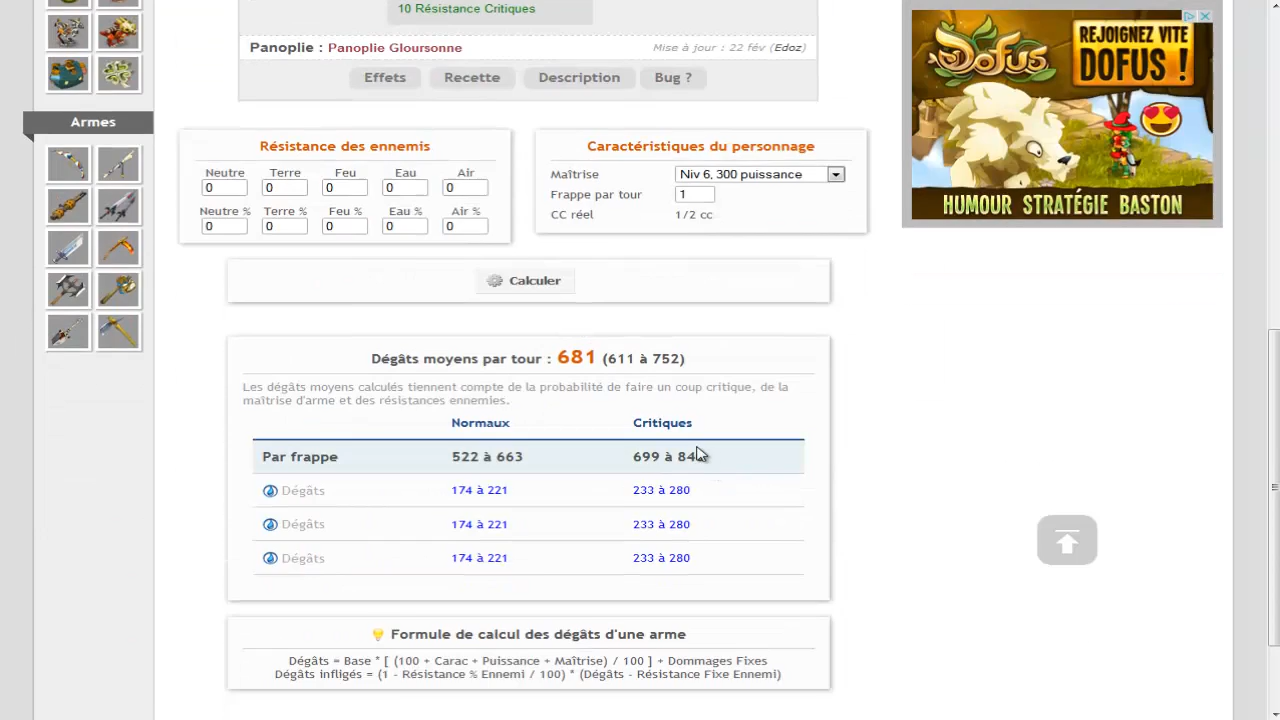 10 Résistance Critiques
Panoplie : Panoplie Gloursonne
Mise à jour : 22 fév (Edoz)
Effets
Recette
Description
Bug ?
REJOIGNEZ VITE
DOFUS !
DOFUS
HUMOUR STRATÉGIE BASTON
Armes
Résistance des ennemis
Neutre Terre Feu Eau Air
0 0 0 0 0
Neutre % Terre % Feu % Eau % Air %
0 0 0 0 0
Caractéristiques du personnage
Maîtrise Niv 6, 300 puissance
Frappe par tour 1
CC réel 1/2 cc
Calculer
Dégâts moyens par tour : 681 (611 à 752)
Les dégâts moyens calculés tiennent compte de la probabilité de faire un coup critique, de la
maîtrise d'arme et des résistances ennemies.
Normaux Critiques
Par frappe 522 à 663 699 à
Dégâts 174 à 221 233 à 280
Dégâts 174 à 221 233 à 280
Dégâts 174 à 221 233 à 280
Formule de calcul des dégâts d'une arme
Dégâts = Base * [ (100 + Carac + Puissance + Maîtrise) / 100 ] + Dommages Fixes
Dégâts infligés = (1 - Résistance % Ennemi / 100) * (Dégâts - Résistance Fixe Ennemi)